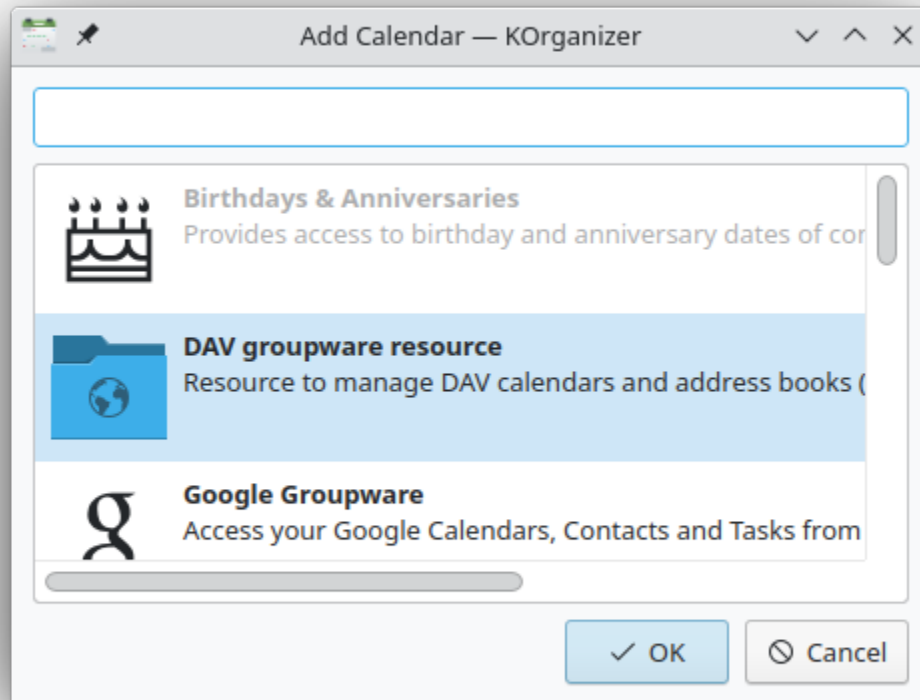 Add Calendar — KOrganizer
Birthdays & Anniversaries
Provides access to birthday and anniversary dates of cor
DAV groupware resource
Resource to manage DAV calendars and address books (
Google Groupware
Access your Google Calendars, Contacts and Tasks from
OK
Cancel